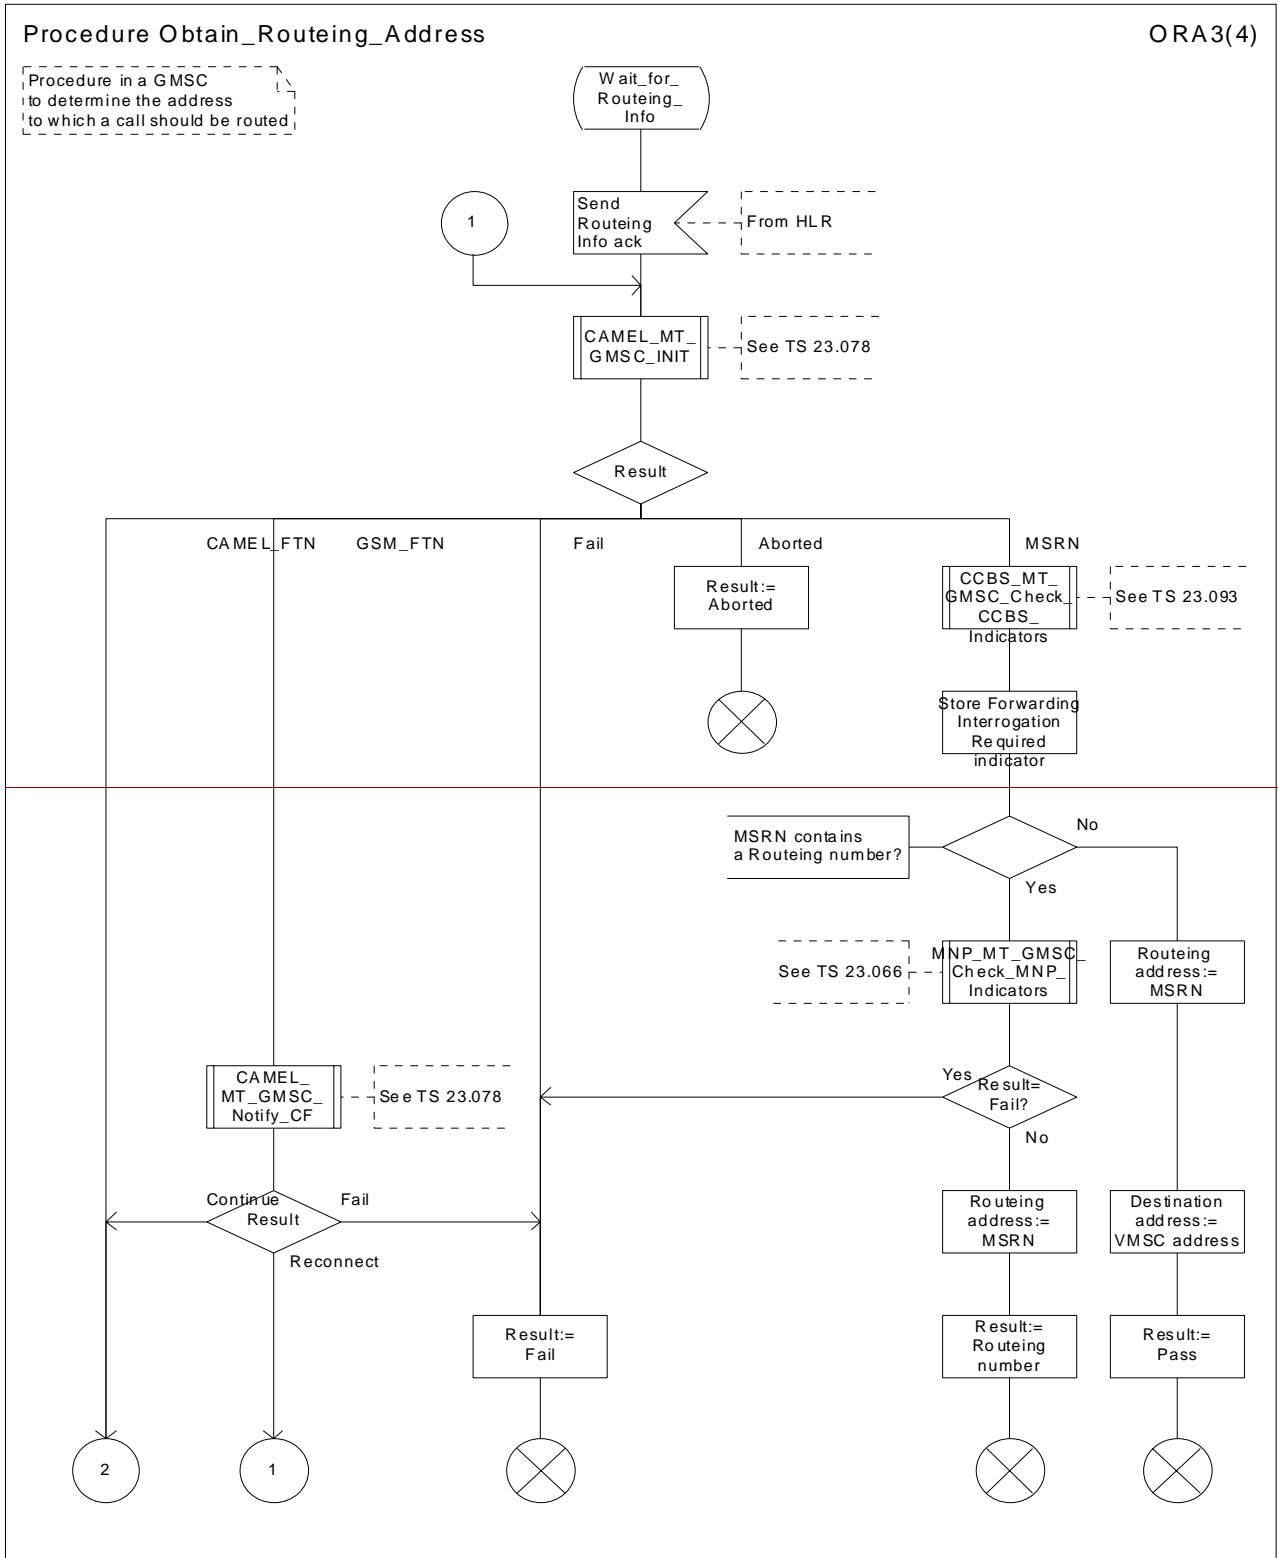 Procedure Obtain_Routeing_Address
ORA3(4)
Procedure in a GMSC
to determine the address
to which a call should be routed
Wait_for_
Routeing_
Info
1
Send
Routeing
Info ack
From HLR
CAMEL_MT_
GMSC_INIT
See TS 23.078
Result
CAMEL_FTN
GSM_FTN
Fail
Aborted
MSRN
Result:=
Aborted
CCBS_MT_
GMSC_Check_
CCBS_
Indicators
See TS 23.093
Store Forwarding
Interrogation
Required
indicator
MSRN contains
a Routeing number?
No
Yes
See TS 23.066
MNP_MT_GMSC_
Check_MNP_
Indicators
Routeing
address:=
MSRN
CAMEL_
MT_GMSC_
Notify_CF
See TS 23.078
Yes
Result=
Fail?
No
Continue
Result
Fail
Reconnect
Routeing
address:=
MSRN
Destination
address:=
VMSC address
Result:=
Fail
Result:=
Routeing
number
Result:=
Pass
2
1